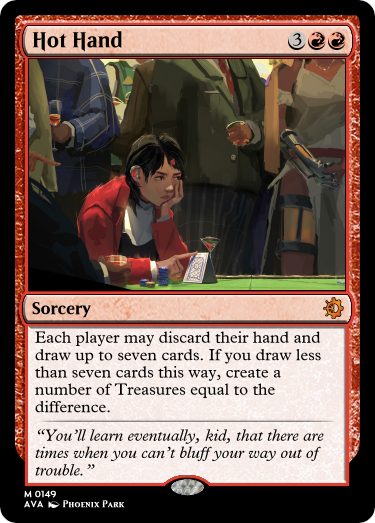 Hot Hand 3
Sorcery
Each player may discard their hand and
draw up to seven cards. If you draw less
than seven cards this way, create a
number of Treasures equal to the
difference.
“You’ll learn eventually, kid, that there are
times when you can’t bluff your way out of
trouble.”
M 0149
AVA Phoenix Park